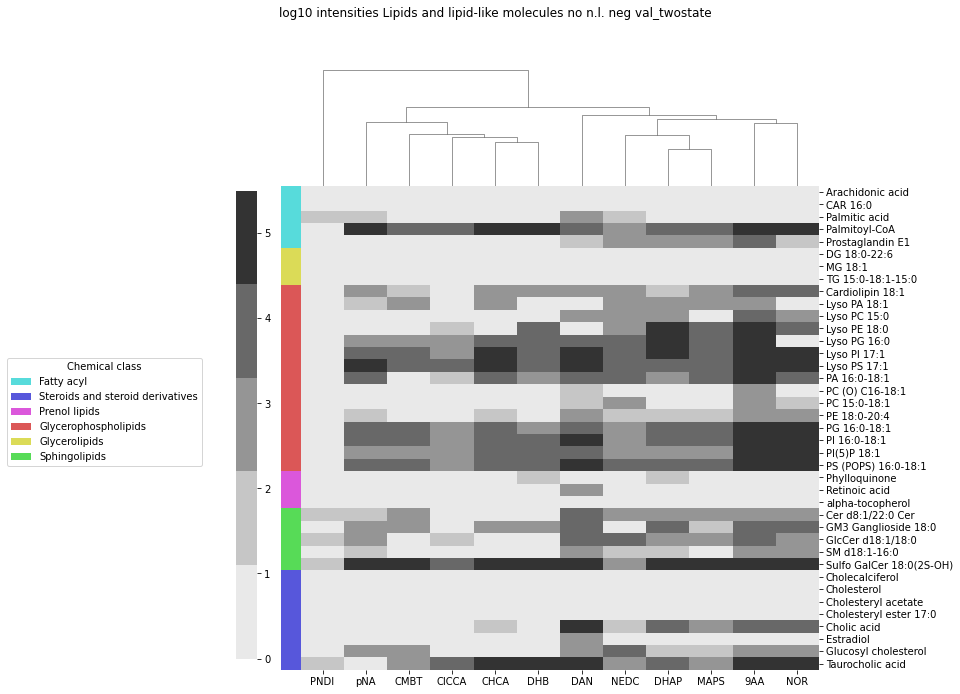 log10 intensities Lipids and lipid-like molecules no n.l. neg val_twostate
Chemical class
Fatty acyl
Steroids and steroid derivatives
Prenol lipids
Glycerophospholipids
Glycerolipids
Sphingolipids
5
4
3
2
1
0
Arachidonic acid
CAR 16:0
Palmitic acid
Palmitoyl-CoA
Prostaglandin E1
DG 18:0-22:6
MG 18:1
TG 15:0-18:1-15:0
Cardiolipin 18:1
Lyso PA 18:1
Lyso PC 15:0
Lyso PE 18:0
Lyso PG 16:0
Lyso PI 17:1
Lyso PS 17:1
PA 16:0-18:1
PC (O) C16-18:1
PC 15:0-18:1
PE 18:0-20:4
PG 16:0-18:1
PI 16:0-18:1
PI(5)P 18:1
PS (POPS) 16:0-18:1
Phylloquinone
Retinoic acid
alpha-tocopherol
Cer d8:1/22:0 Cer
GM3 Ganglioside 18:0
GlcCer d18:1/18:0
SM d18:1-16:0
Sulfo GalCer 18:0(2S-OH)
Cholecalciferol
Cholesterol
Cholesteryl acetate
Cholesteryl ester 17:0
Cholic acid
Estradiol
Glucosyl cholesterol
Taurocholic acid
PNDI pNA CMBT ClCCA CHCA DHB DAN NEDC DHAP MAPS 9AA NOR